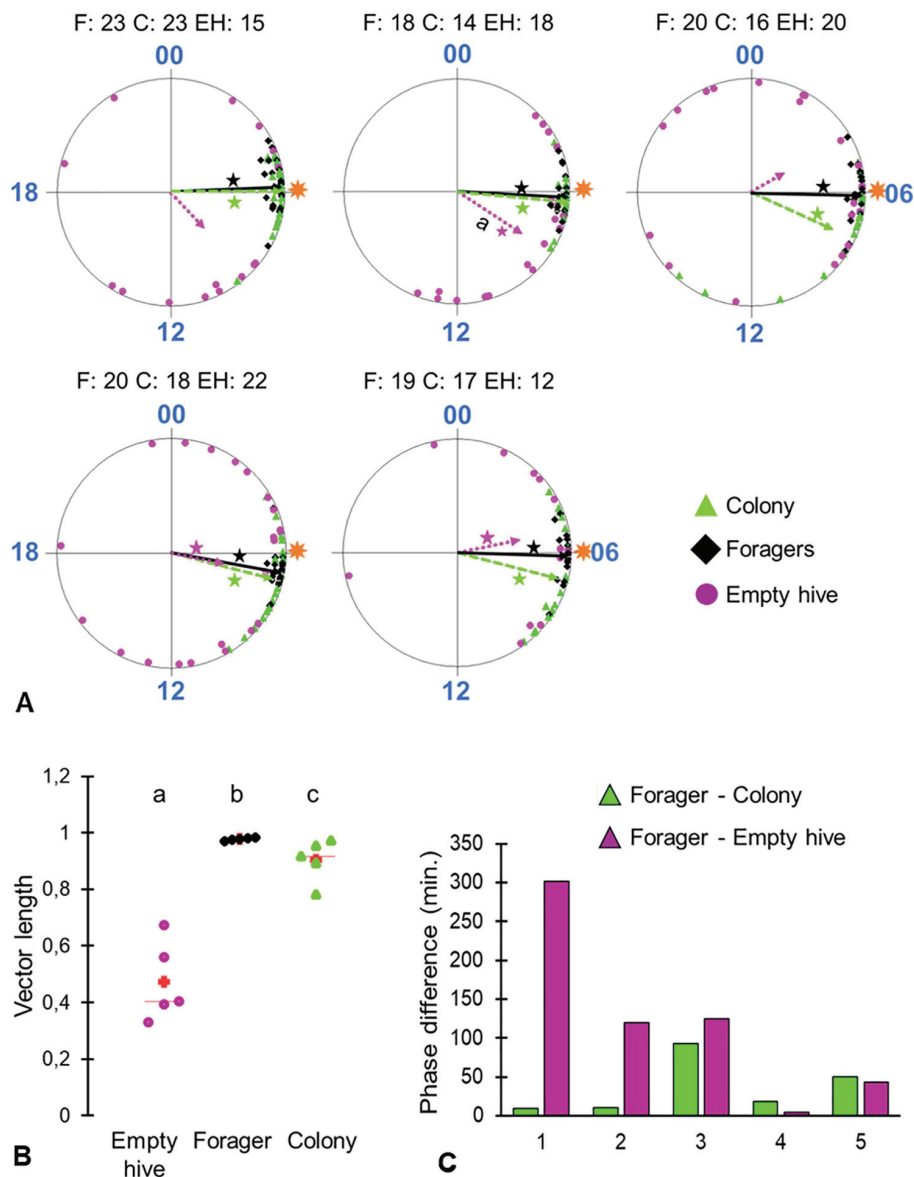 F: 23 C: 23 EH: 15
F: 18 C: 14 EH: 18
F: 20 C: 16 EH: 20
00
00
00
18
06
a
12
12
12
F: 20 C: 18 EH: 22
F: 19 C: 17 EH: 12
00
00
18
06
12
12
Colony
Foragers
Empty hive
A
Vector length
1,2
1
0,8
0,6
0,4
0,2
0
a
b
c
Empty hive
Forager
Colony
B
Forager - Colony
Forager - Empty hive
Phase difference (min.)
350
300
250
200
150
100
50
0
1
2
3
4
5
C